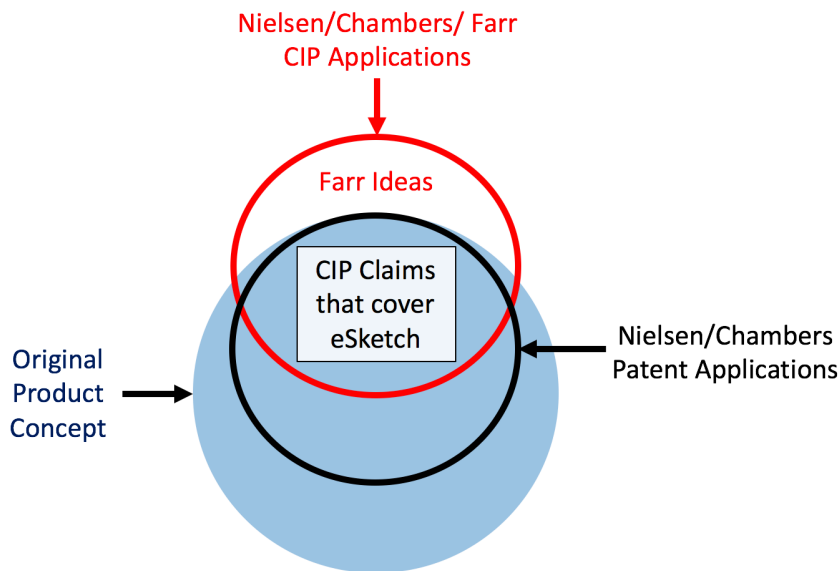 Nielsen/Chambers/ Farr
CIP Applications
Farr Ideas
CIP Claims
that cover
eSketch
Nielsen/Chambers
Patent Applications
Original
Product
Concept